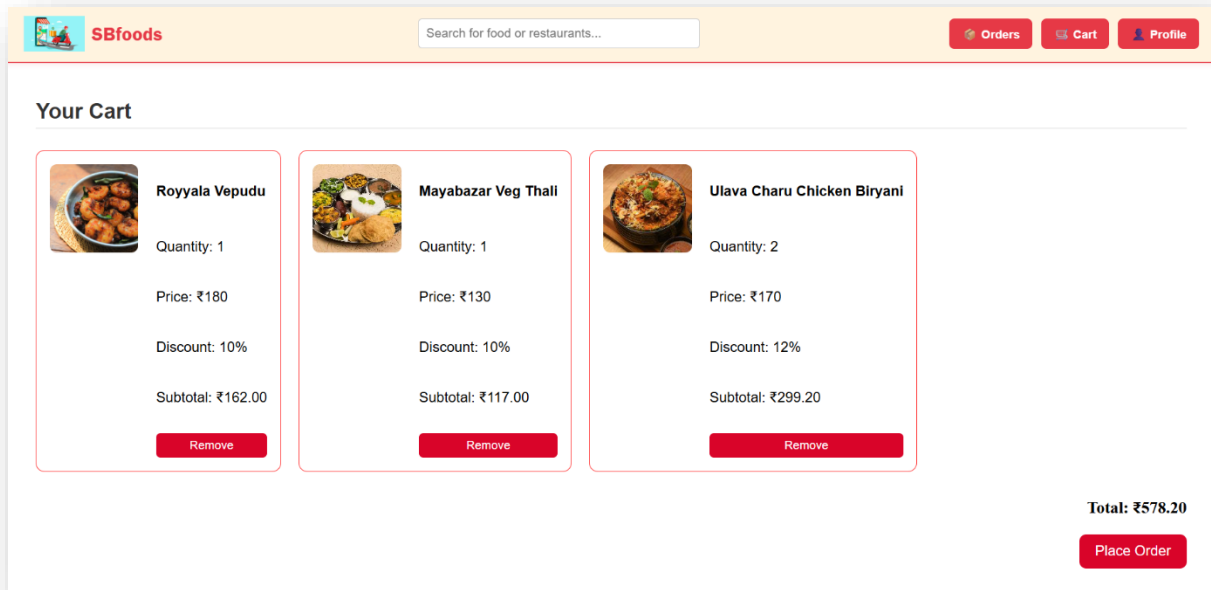 SBfoods
Search for food or restaurants...
Orders
Cart
Profile
Your Cart
Royyala Vepudu
Quantity: 1
Price: ₹180
Discount: 10%
Subtotal: ₹162.00
Remove
Mayabazar Veg Thali
Quantity: 1
Price: ₹130
Discount: 10%
Subtotal: ₹117.00
Remove
Ulava Charu Chicken Biryani
Quantity: 2
Price: ₹170
Discount: 12%
Subtotal: ₹299.20
Remove
Total: ₹578.20
Place Order